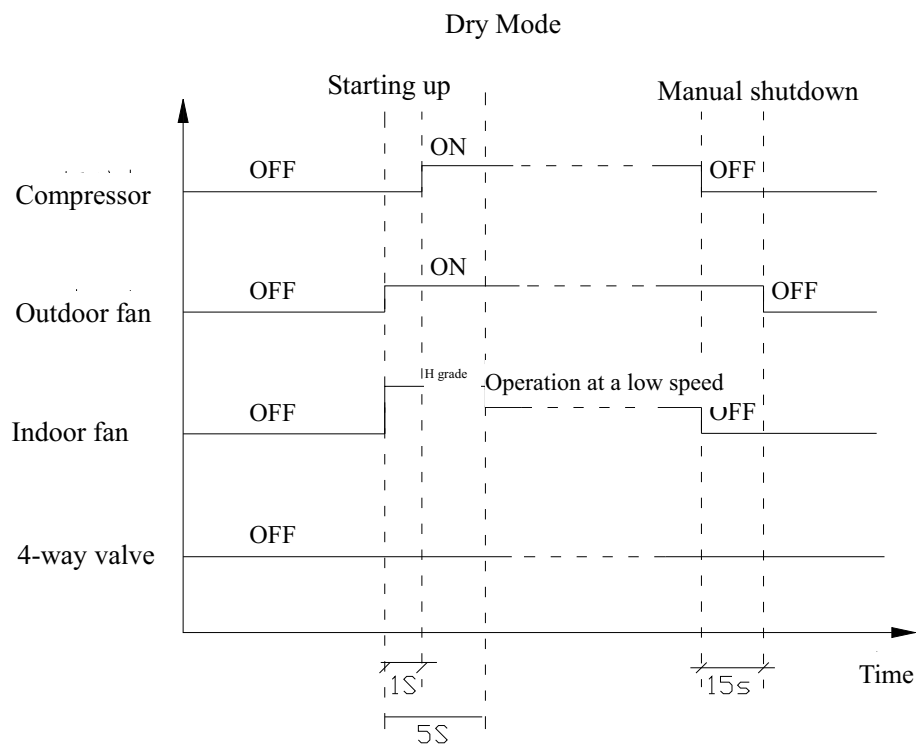 Dry Mode
Starting up
Manual shutdown
OFF
ON
OFF
Compressor
OFF
ON
OFF
Outdoor fan
H grade
Operation at a low speed
OFF
OFF
Indoor fan
OFF
4-way valve
Time
1S
15s
5S